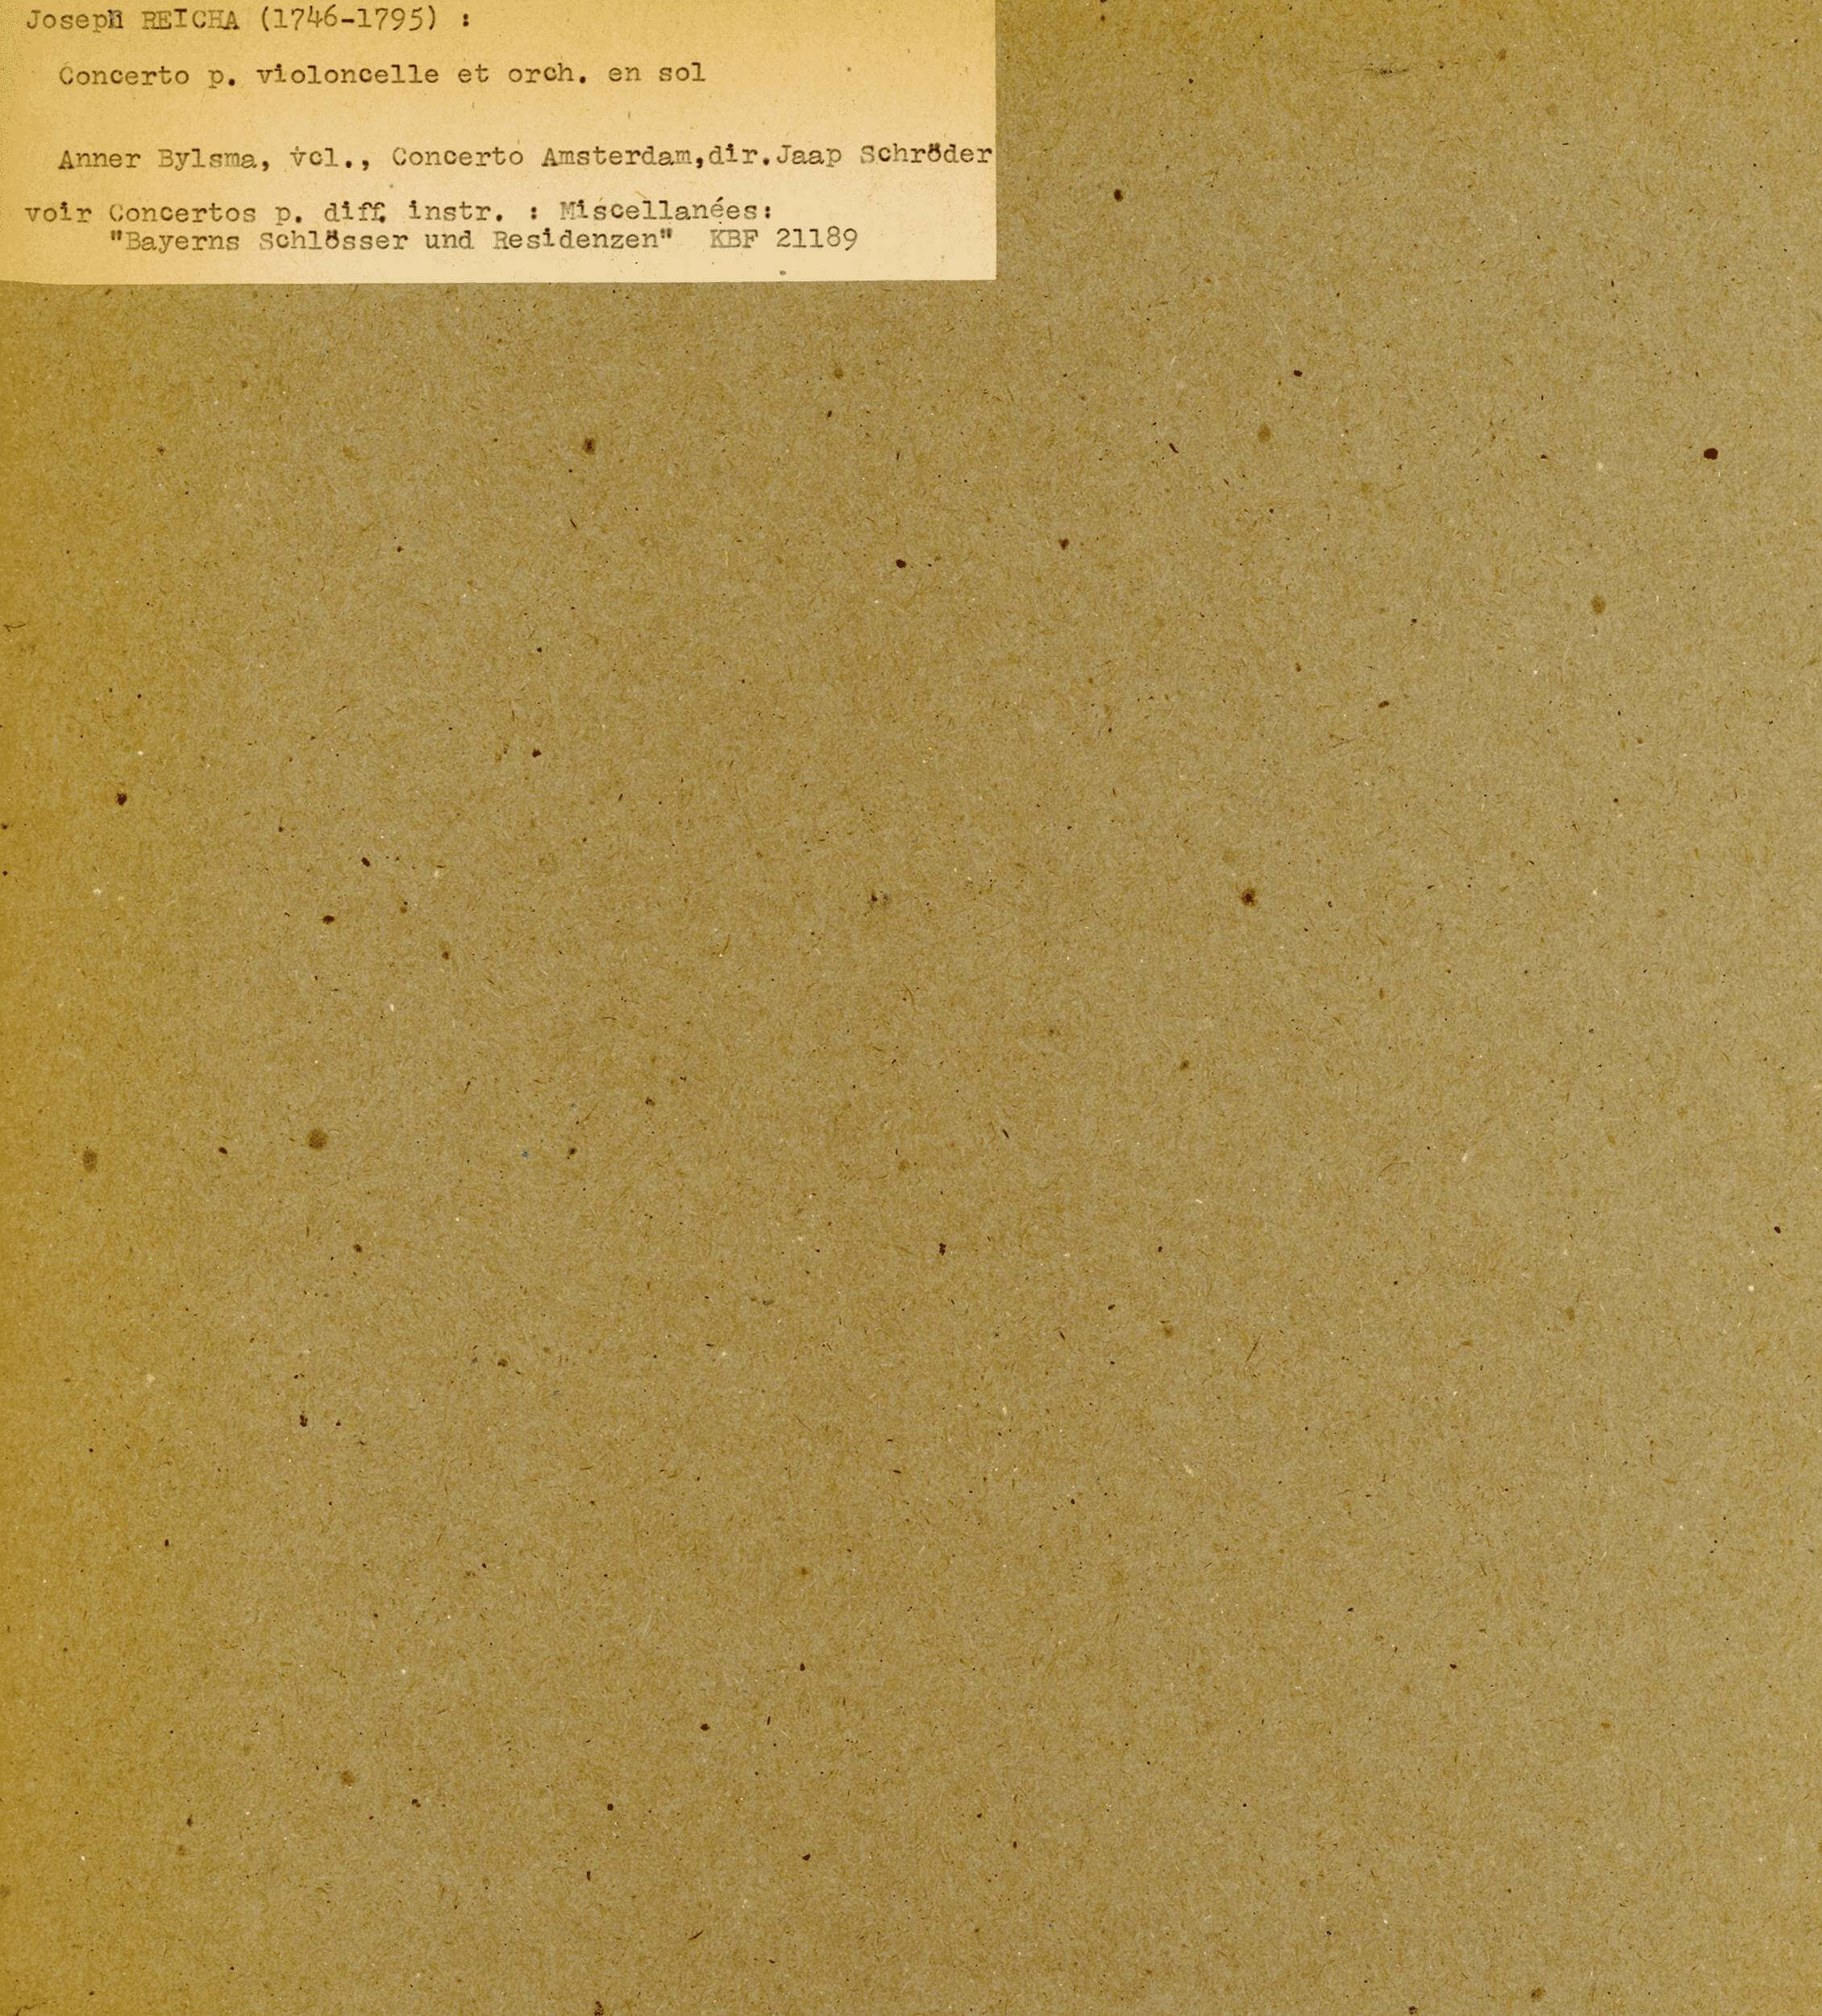 Joseph REICHA (1746-1795) :
Concerto p. violoncelle et orch. en sol
Anner Bylsma, vcl., Concerto Amsterdam,dir.Jaap Schröder
voir Concertos p. diff. instr. : Miscellanées:
"Bayerns Schlösser und Residenzen" KBF 21189